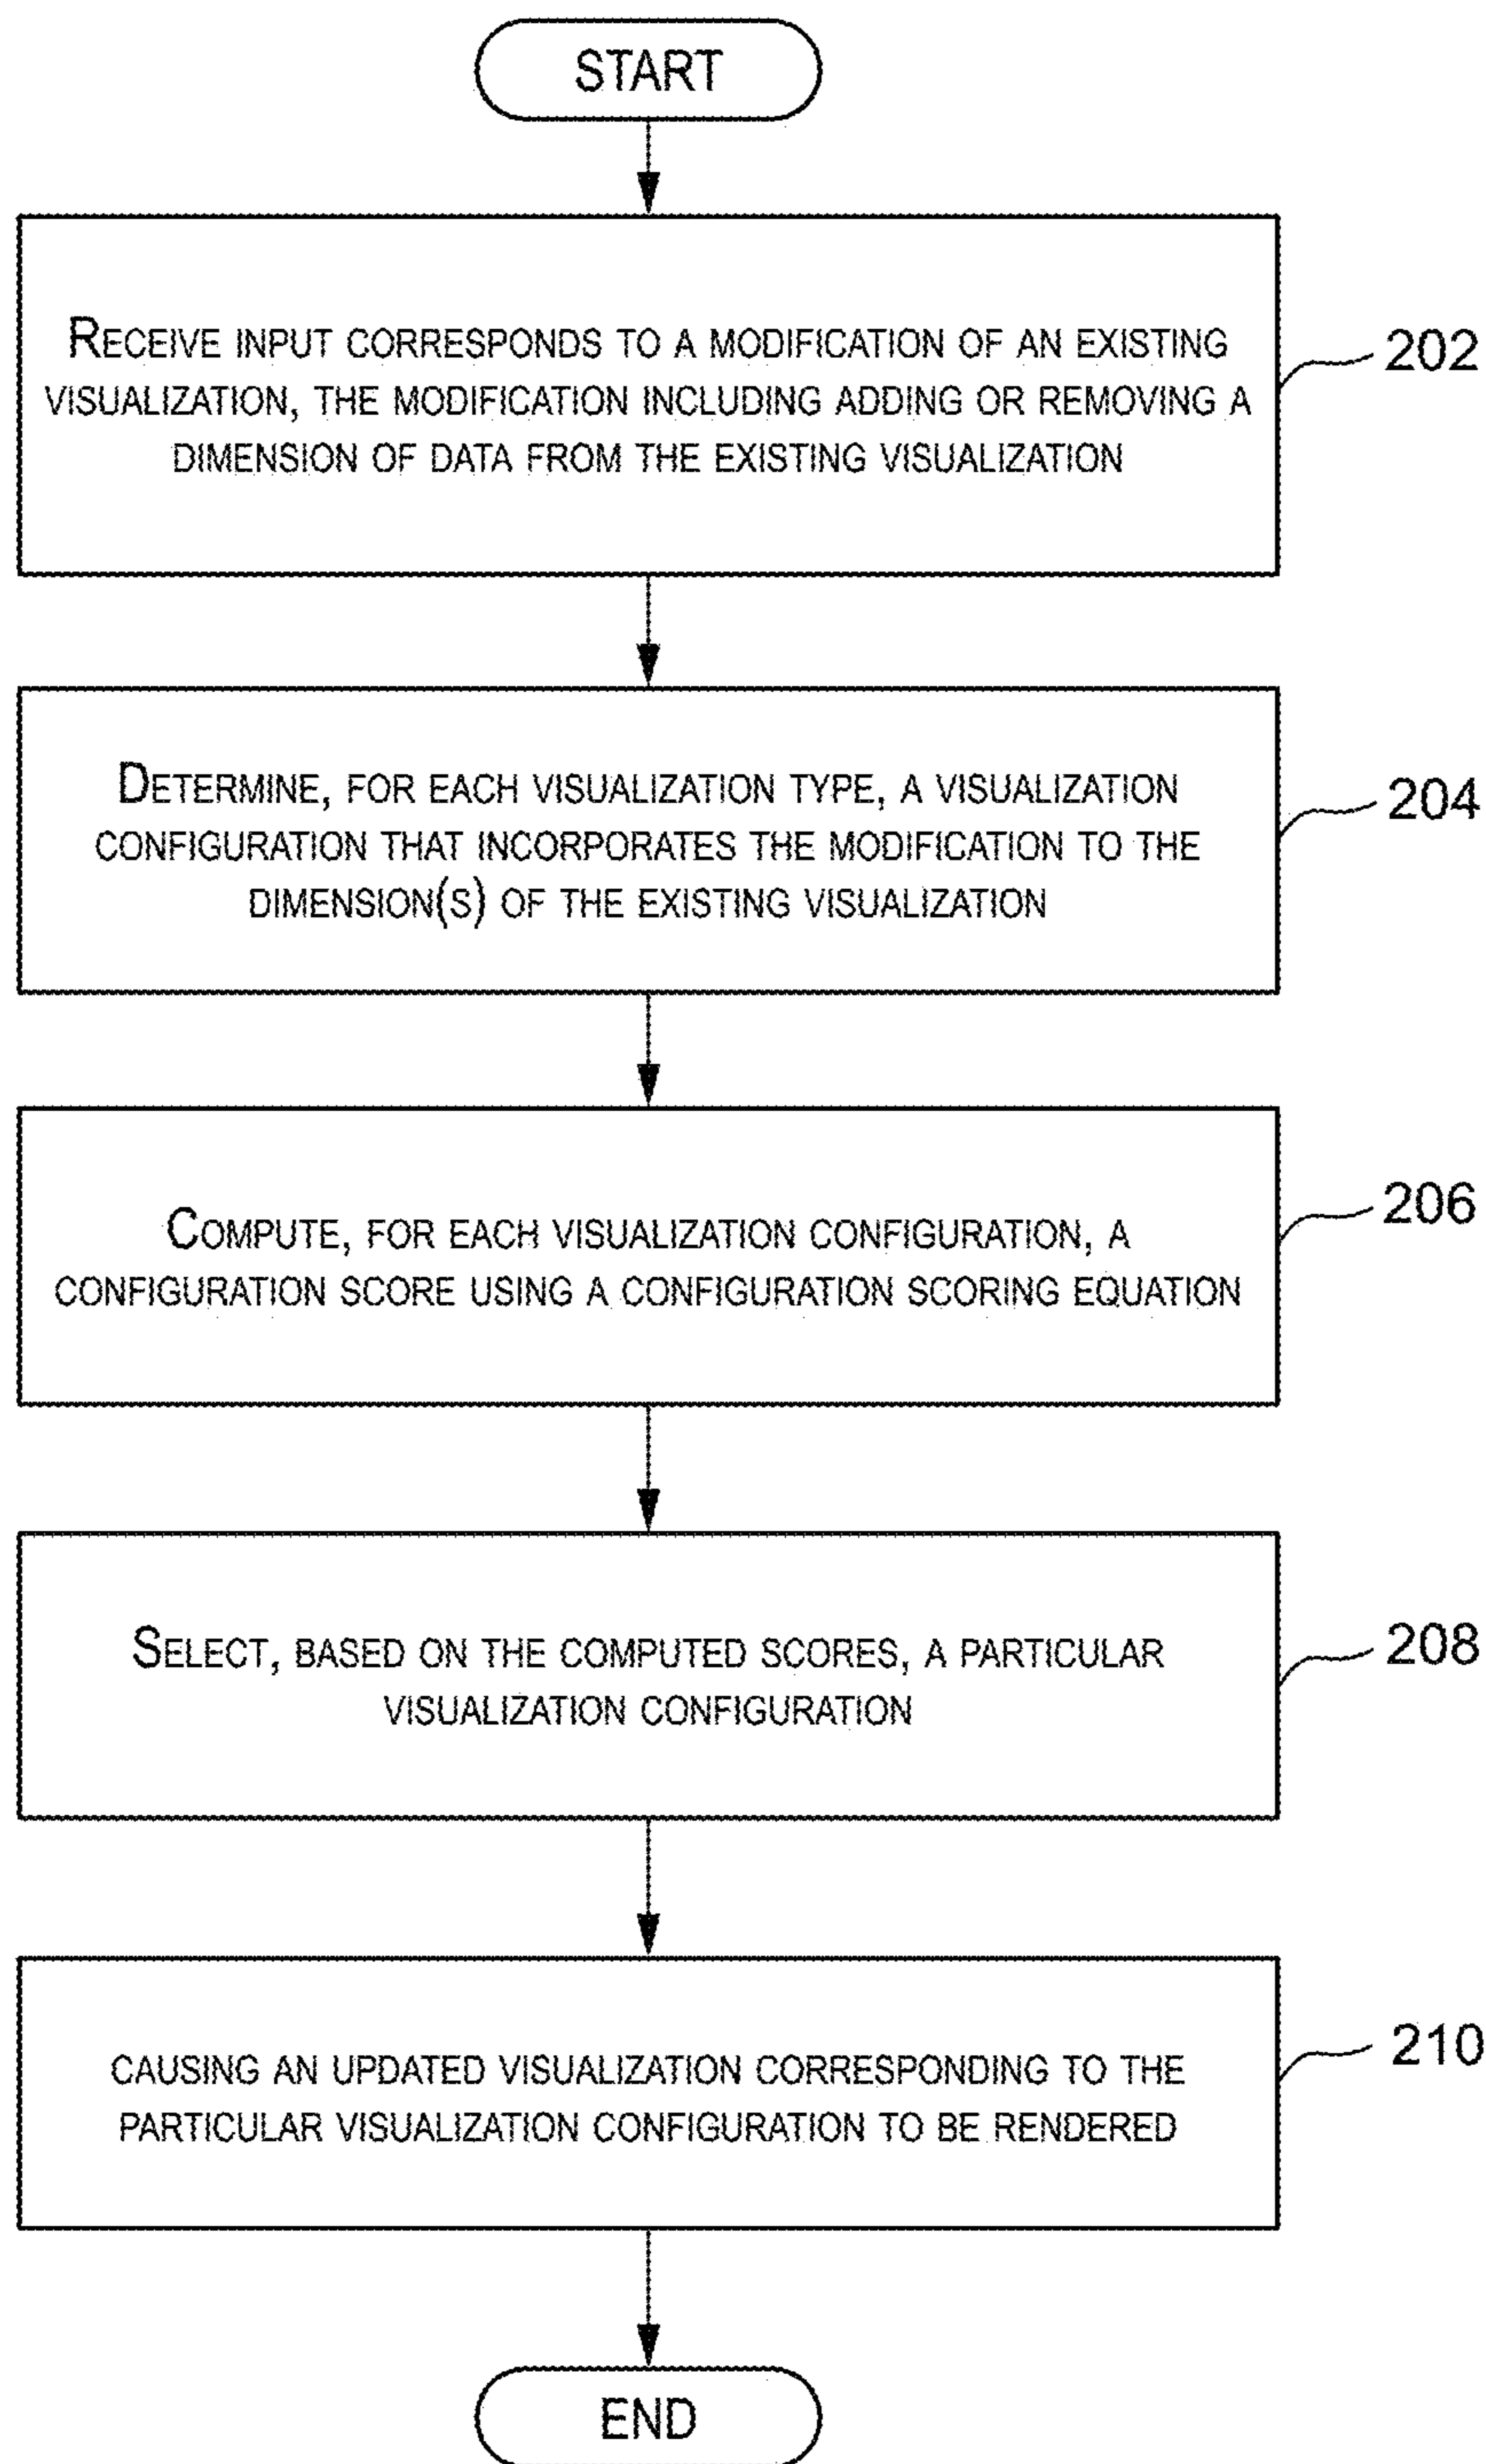 START
RECEIVE INPUT CORRESPONDS TO A MODIFICATION OF AN EXISTING
VISUALIZATION, THE MODIFICATION INCLUDING ADDING OR REMOVING A
DIMENSION OF DATA FROM THE EXISTING VISUALIZATION
202
DETERMINE, FOR EACH VISUALIZATION TYPE, A VISUALIZATION
CONFIGURATION THAT INCORPORATES THE MODIFICATION TO THE
DIMENSION(S) OF THE EXISTING VISUALIZATION
204
COMPUTE, FOR EACH VISUALIZATION CONFIGURATION, A
CONFIGURATION SCORE USING A CONFIGURATION SCORING EQUATION
206
SELECT, BASED ON THE COMPUTED SCORES, A PARTICULAR
VISUALIZATION CONFIGURATION
208
CAUSING AN UPDATED VISUALIZATION CORRESPONDING TO THE
PARTICULAR VISUALIZATION CONFIGURATION TO BE RENDERED
210
END